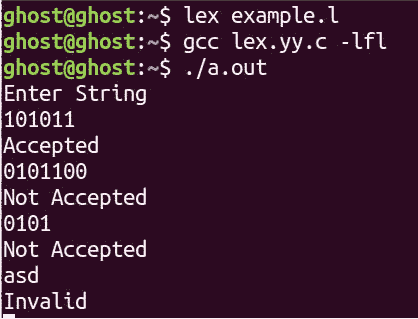 ghost@ghost:~$ lex example.l
ghost@ghost:~$ gcc lex.yy.c -lfl
ghost@ghost:~$ ./a.out
Enter String
101011
Accepted
0101100
Not Accepted
0101
Not Accepted
asd
Invalid